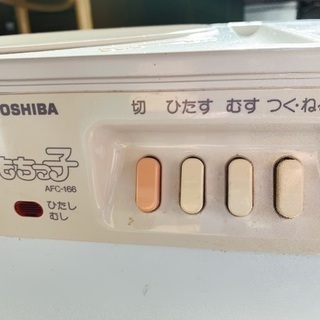 TOSHIBA
もちっ子
AFC-166
ひたし
むし
切 ひたす むす つく・ね